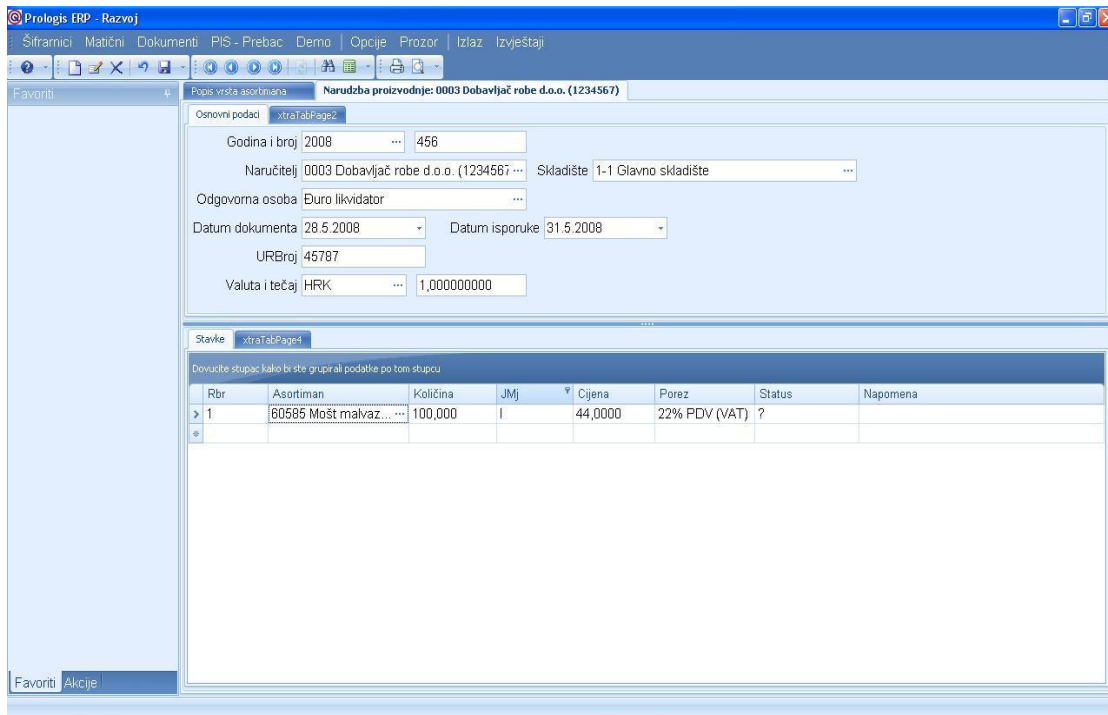 Prologis ERP - Razvoj
Šifrarnici Matični Dokumenti PIS - Prebac Demo Opcije Prozor Izlaz Izvještaji
Favoriti
Popis vrsta asortmana Narudzba proizvodnje: 0003 Dobavljač robe d.o.o. (1234567)
Osnovni podaci xtraTabPage2
Godina i broj 2008 ... 456
Naručitelj 0003 Dobavljač robe d.o.o. (1234567 ... Skladište 1-1 Glavno skladište ...
Odgovorna osoba Đuro likvidator ...
Datum dokumenta 28.5.2008 Datum isporuke 31.5.2008
URBroj 45787
Valuta i tečaj HRK ... 1,000000000
Stavke xtraTabPage4
Dovucite stupac kako bi ste grupirali podatke po tom stupcu
Rbr Asortiman Količina JMj Cijena Porez Status Napomena
1 60585 Mošt malvaz... ... 100,000 l 44,0000 22% PDV (VAT) ?
Favoriti Akcije